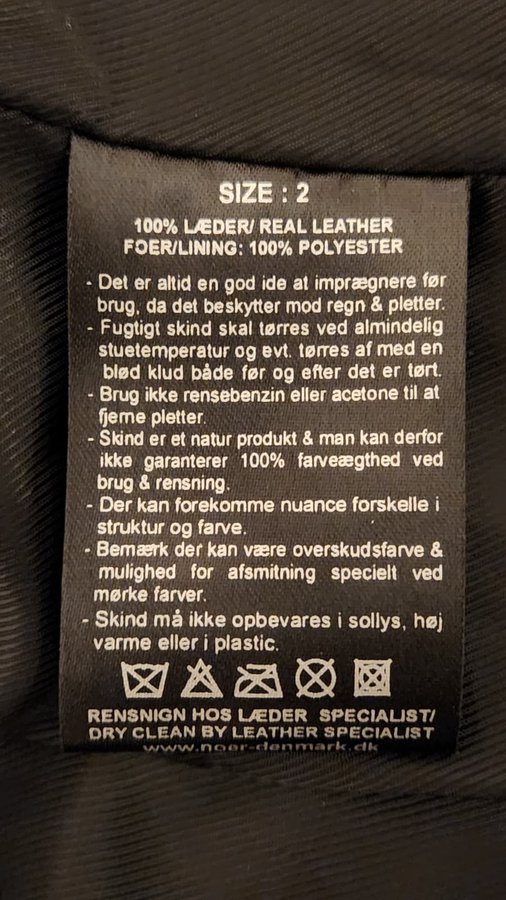 SIZE : 2
100% LÆDER/ REAL LEATHER
FOER/LINING: 100% POLYESTER
- Det er altid en god ide at imprægnere før
brug, da det beskytter mod regn & pletter.
- Fugtigt skind skal tørres ved almindelig
stuetemperatur og evt. tørres af med en
blød klud både før og efter det er tørt.
- Brug ikke rensebenzin eller acetone til at
fjerne pletter.
- Skind er et natur produkt & man kan derfor
ikke garanterer 100% farveægthed ved
brug & rensning.
- Der kan forekomme nuance forskelle i
struktur og farve.
- Bemærk der kan være overskudsfarve &
mulighed for afsmitning specielt ved
mørke farver.
- Skind må ikke opbevares i sollys, høj
varme eller i plastic.
RENSNIGN HOS LÆDER SPECIALIST/
DRY CLEAN BY LEATHER SPECIALIST
www.noer-denmark.dk